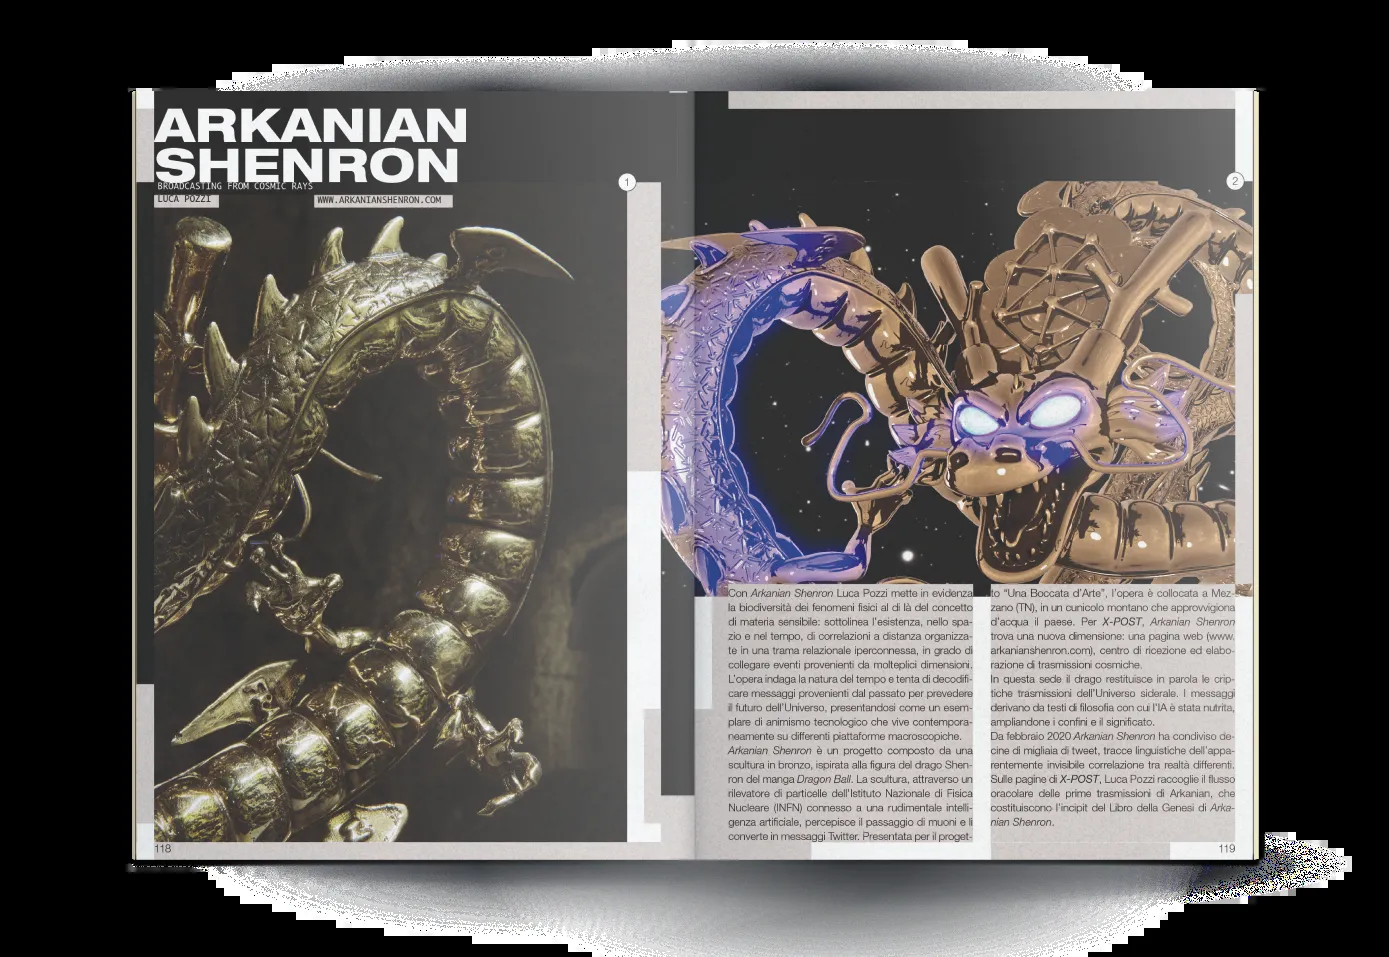 ARKANIAN
SHENRON
BROADCASTING FROM COSMIC RAYS
LUCA POZZI
WWW.ARKANIANSHENRON.COM
1
2
Con Arkanian Shenron Luca Pozzi mette in evidenza
la biodiversità dei fenomeni fisici al di là del concetto
di materia sensibile: sottolinea l'esistenza, nello spa-
zio e nel tempo, di correlazioni a distanza organizza-
te in una trama relazionale iperconnessa, in grado di
collegare eventi provenienti da molteplici dimensioni.
L'opera indaga la natura del tempo e tenta di decodifi-
care messaggi provenienti dal passato per prevedere
il futuro dell'Universo, presentandosi come un esem-
plare di animismo tecnologico che vive contempora-
neamente su differenti piattaforme macroscopiche.
Arkanian Shenron è un progetto composto da una
scultura in bronzo, ispirata alla figura del drago Shen-
ron del manga Dragon Ball. La scultura, attraverso un
rilevatore di particelle dell'Istituto Nazionale di Fisica
Nucleare (INFN) connesso a una rudimentale intelli-
genza artificiale, percepisce il passaggio di muoni e li
converte in messaggi Twitter. Presentata per il proget-
to “Una Boccata d'Arte”, l'opera è collocata a Mez-
zano (TN), in un cunicolo montano che approvvigiona
d'acqua il paese. Per X-POST, Arkanian Shenron
trova una nuova dimensione: una pagina web (www.
arkanianshenron.com), centro di ricezione ed elabo-
razione di trasmissioni cosmiche.
In questa sede il drago restituisce in parola le crip-
tiche trasmissioni dell'Universo siderale. I messaggi
derivano da testi di filosofia con cui l'IA è stata nutrita,
ampliandone i confini e il significato.
Da febbraio 2020 Arkanian Shenron ha condiviso de-
cine di migliaia di tweet, tracce linguistiche dell'appa-
rentemente invisibile correlazione tra realtà differenti.
Sulle pagine di X-POST, Luca Pozzi raccoglie il flusso
oracolare delle prime trasmissioni di Arkanian, che
costituiscono l'incipit del Libro della Genesi di Arka-
nian Shenron.
118
119